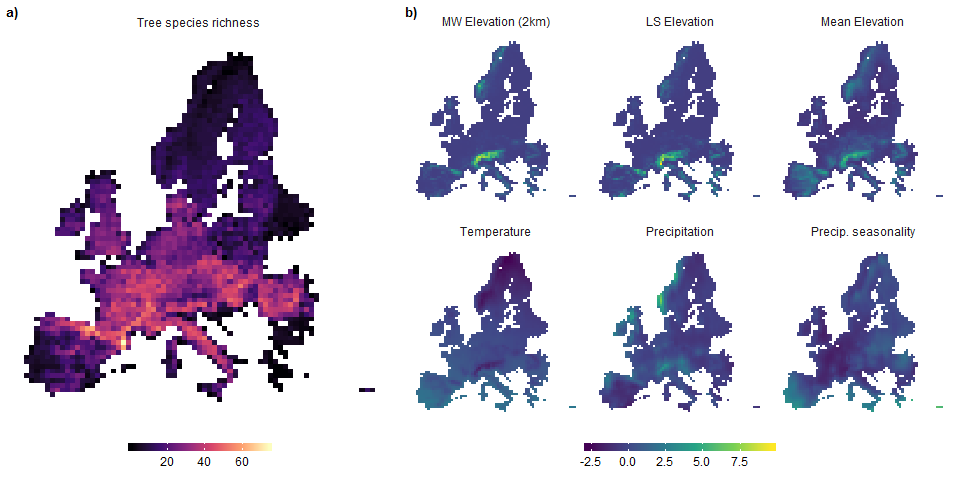 a)
Tree species richness
20 40 60
b)
MW Elevation (2km) LS Elevation Mean Elevation
Temperature Precipitation Precip. seasonality
-2.5 0.0 2.5 5.0 7.5